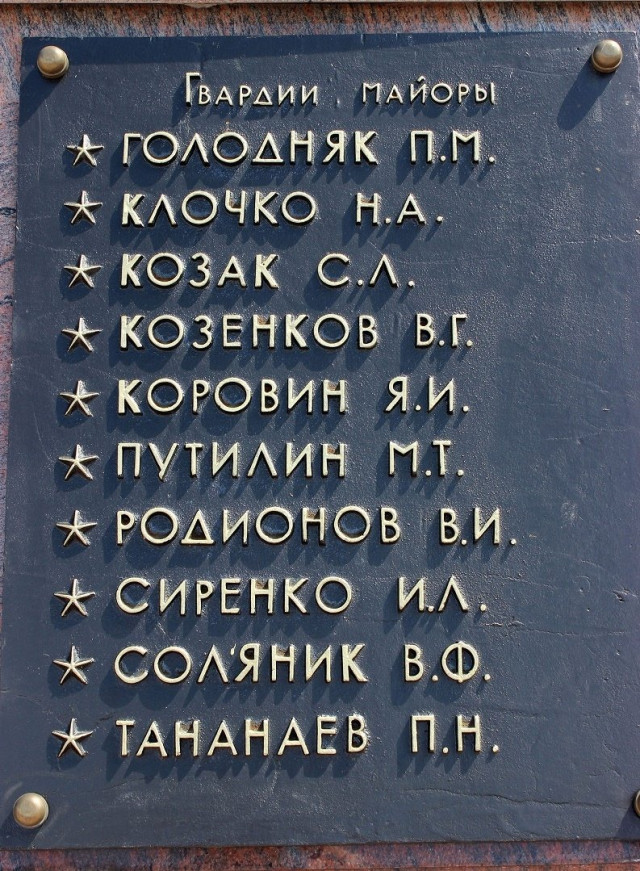 Гвардии майоры
ГОЛОДНЯК П.М.
КЛОЧКО Н.А.
КОЗАК С.Л.
КОЗЕНКОВ В.Г.
КОРОВИН Я.И.
ПУТИЛИН М.Т.
РОДИОНОВ В.И.
СИРЕНКО И.Л.
СОЛЯНИК В.Ф.
ТАНАНАЕВ П.Н.